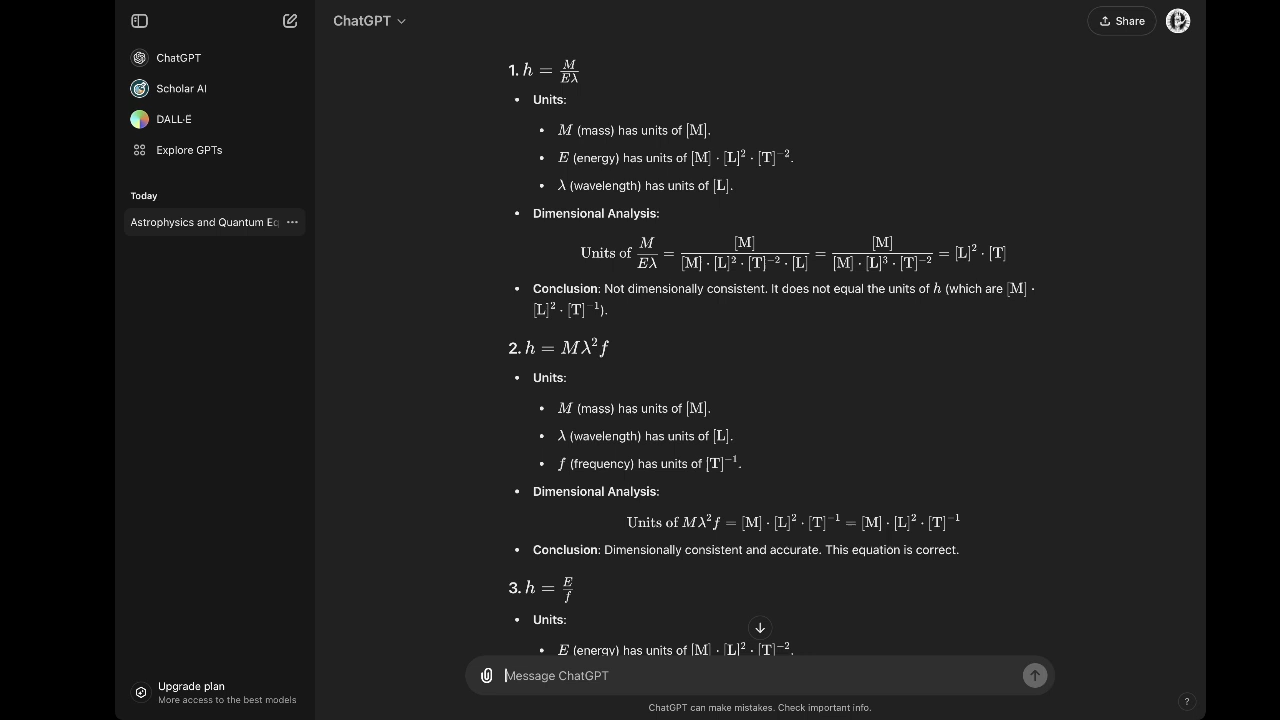 ChatGPT
Share
ChatGPT
Scholar AI
DALL·E
Explore GPTs
Today
Astrophysics and Quantum Eq
1. h = M/Eλ
• Units:
• M (mass) has units of [M].
• E (energy) has units of [M] · [L]² · [T]⁻².
• λ (wavelength) has units of [L].
• Dimensional Analysis:
Units of M/Eλ = [M]/[M] · [L]² · [T]⁻² · [L] = [M]/[M] · [L]³ · [T]⁻² = [L]² · [T]
• Conclusion: Not dimensionally consistent. It does not equal the units of h (which are [M] ·
[L]² · [T]⁻¹).
2. h = Mλ²f
• Units:
• M (mass) has units of [M].
• λ (wavelength) has units of [L].
• f (frequency) has units of [T]⁻¹.
• Dimensional Analysis:
Units of Mλ²f = [M] · [L]² · [T]⁻¹ = [M] · [L]² · [T]⁻¹
• Conclusion: Dimensionally consistent and accurate. This equation is correct.
3. h = E/f
• Units:
• E (energy) has units of [M] · [L]² · [T]⁻².
Message ChatGPT
Upgrade plan
More access to the best models
ChatGPT can make mistakes. Check important info.
?